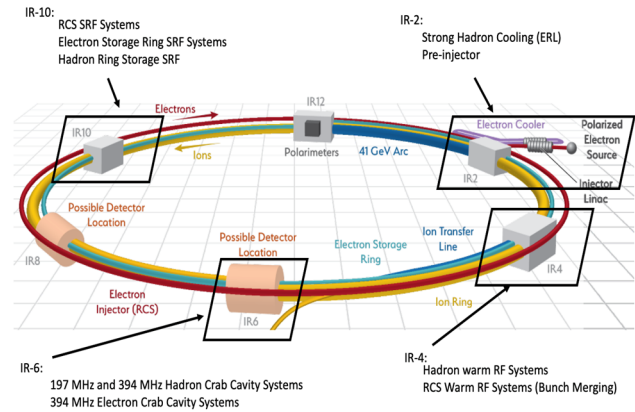 IR-10:
RCS SRF Systems
Electron Storage Ring SRF Systems
Hadron Ring Storage SRF
IR-2:
Strong Hadron Cooling (ERL)
Pre-injector
Electrons
IR12
IR10
Ions
Polarimeters
41 GeV Arc
Electron Cooler
Polarized
Electron
Source
IR2
Injector
Linac
Possible Detector
Location
Possible Detector
Location
Electron Storage
Ring
Ion Transfer
Line
IR8
IR4
Electron
Injector (RCS)
Ion Ring
IR6
IR-6:
197 MHz and 394 MHz Hadron Crab Cavity Systems
394 MHz Electron Crab Cavity Systems
IR-4:
Hadron warm RF Systems
RCS Warm RF Systems (Bunch Merging)